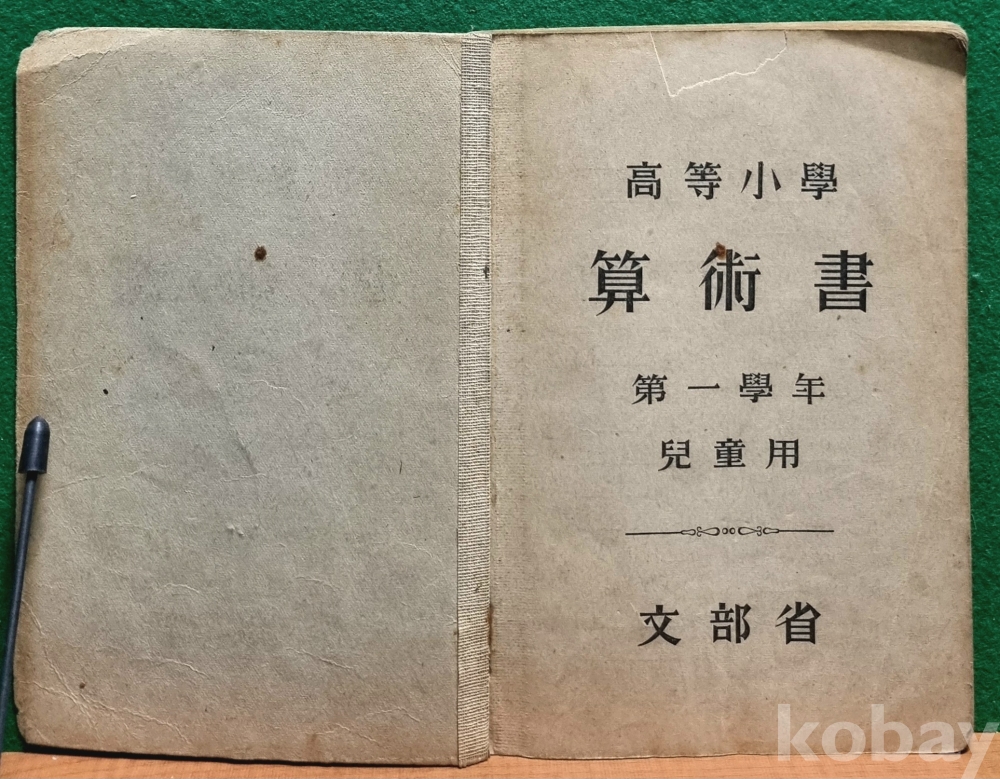 高等小學
算術書
第一學年
兒童用
文部省
kobay